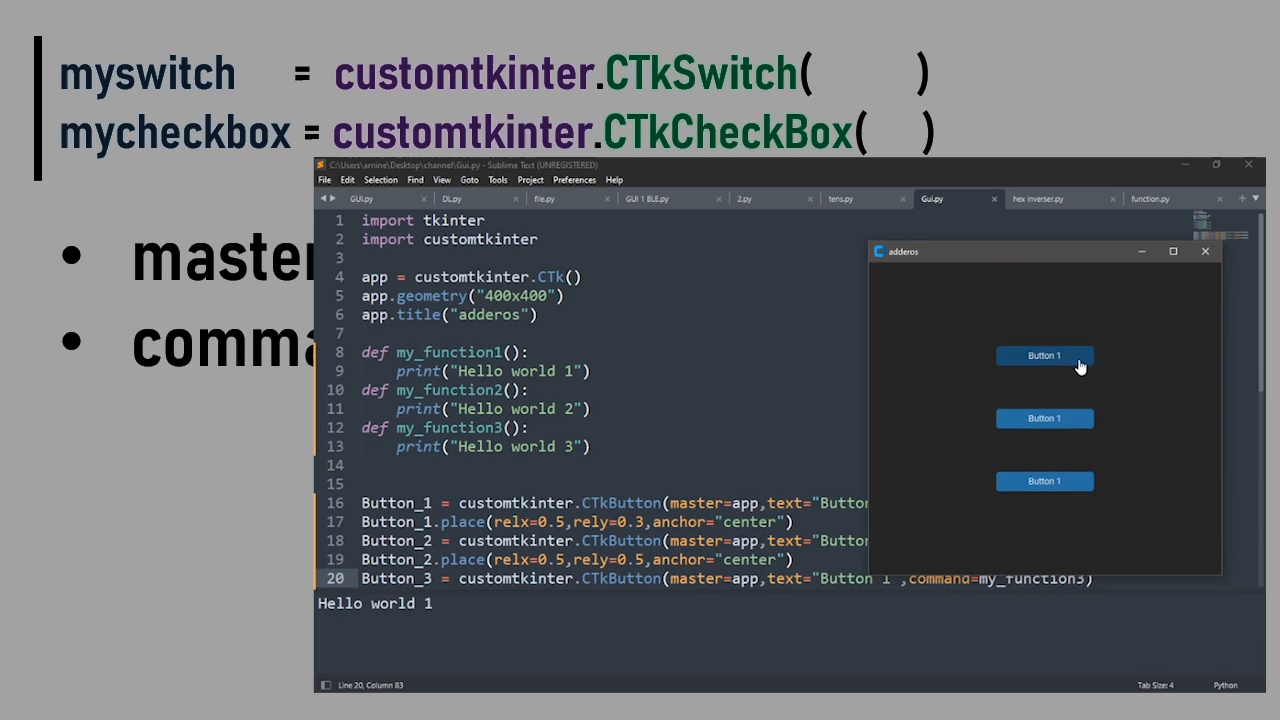 myswitch = customtkinter.CTkSwitch( )
mycheckbox = customtkinter.CTkCheckBox( )
• master
• comma
C:\Users\amine\Desktop\channel\Gui.py - Sublime Text (UNREGISTERED)
File Edit Selection Find View Goto Tools Project Preferences Help
GUI.py DL.py file.py GUI 1 BLE.py 2.py tens.py Gui.py hex inverser.py function.py
1 import tkinter
2 import customtkinter
3
4 app = customtkinter.CTk()
5 app.geometry("400x400")
6 app.title("adderos")
7
8 def my_function1():
9 print("Hello world 1")
10 def my_function2():
11 print("Hello world 2")
12 def my_function3():
13 print("Hello world 3")
14
15
16 Button_1 = customtkinter.CTkButton(master=app,text="Button
17 Button_1.place(relx=0.5,rely=0.3,anchor="center")
18 Button_2 = customtkinter.CTkButton(master=app,text="Button
19 Button_2.place(relx=0.5,rely=0.5,anchor="center")
20 Button_3 = customtkinter.CTkButton(master=app,text="Button 1",command=my_function3)
adderos
Button 1
Button 1
Button 1
Hello world 1
Line 20, Column 83 Tab Size: 4 Python